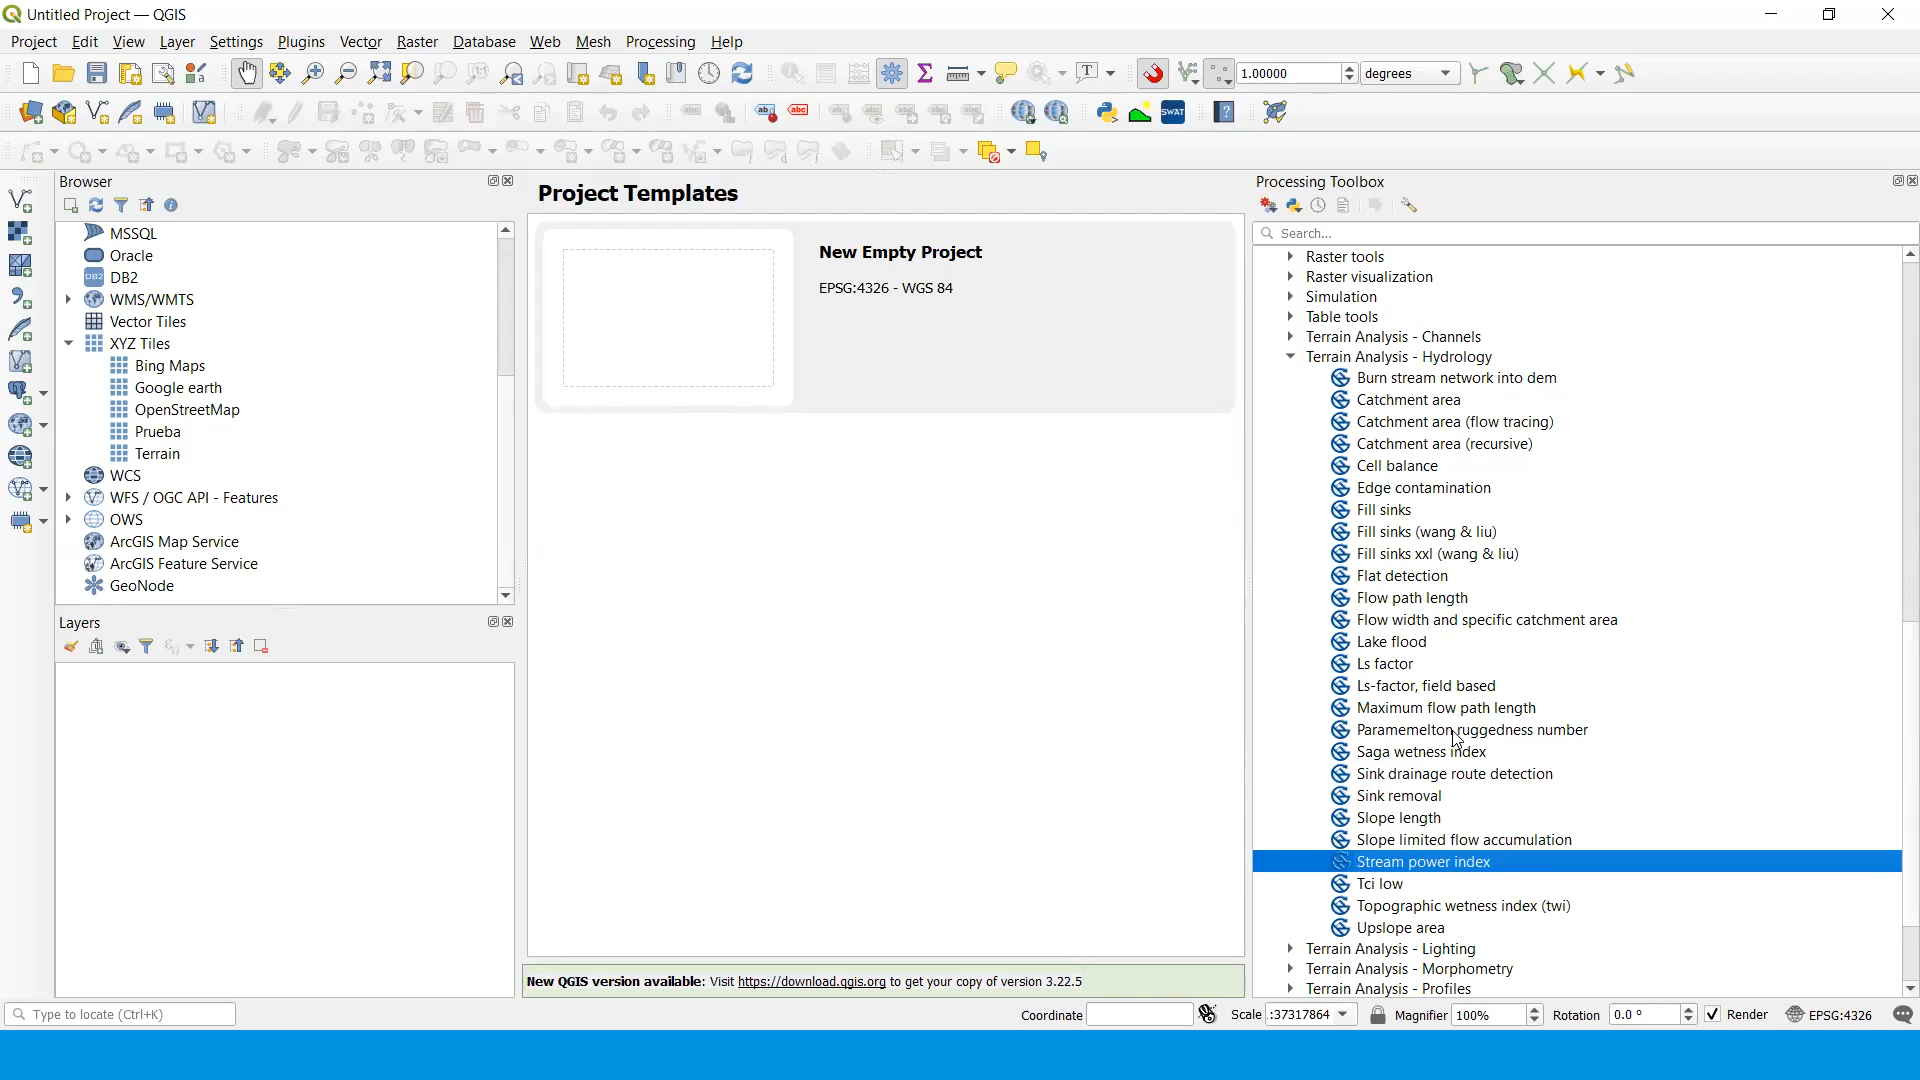 Untitled Project — QGIS
Project Edit View Layer Settings Plugins Vector Raster Database Web Mesh Processing Help
1.00000 degrees
Browser
MSSQL
Oracle
DB2
WMS/WMTS
Vector Tiles
XYZ Tiles
Bing Maps
Google earth
OpenStreetMap
Prueba
Terrain
WCS
WFS / OGC API - Features
OWS
ArcGIS Map Service
ArcGIS Feature Service
GeoNode
Layers
Project Templates
New Empty Project
EPSG:4326 - WGS 84
New QGIS version available: Visit https://download.qgis.org to get your copy of version 3.22.5
Processing Toolbox
Search...
Raster tools
Raster visualization
Simulation
Table tools
Terrain Analysis - Channels
Terrain Analysis - Hydrology
Burn stream network into dem
Catchment area
Catchment area (flow tracing)
Catchment area (recursive)
Cell balance
Edge contamination
Fill sinks
Fill sinks (wang & liu)
Fill sinks xxl (wang & liu)
Flat detection
Flow path length
Flow width and specific catchment area
Lake flood
Ls factor
Ls-factor, field based
Maximum flow path length
Paramemelton ruggedness number
Saga wetness index
Sink drainage route detection
Sink removal
Slope length
Slope limited flow accumulation
Stream power index
Tci low
Topographic wetness index (twi)
Upslope area
Terrain Analysis - Lighting
Terrain Analysis - Morphometry
Terrain Analysis - Profiles
Type to locate (Ctrl+K)
Coordinate
Scale :37317864
Magnifier 100%
Rotation 0.0 °
Render
EPSG:4326